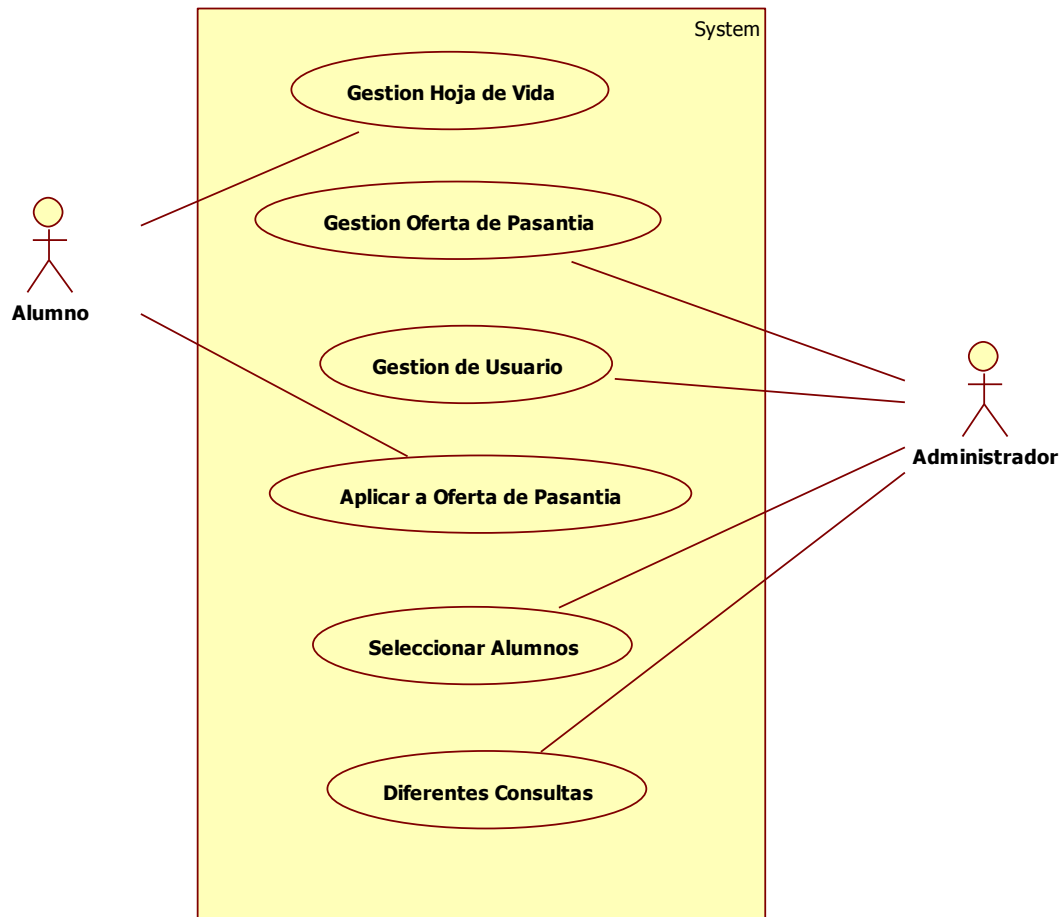 System
Gestion Hoja de Vida
Gestion Oferta de Pasantia
Alumno
Gestion de Usuario
Administrador
Aplicar a Oferta de Pasantia
Seleccionar Alumnos
Diferentes Consultas